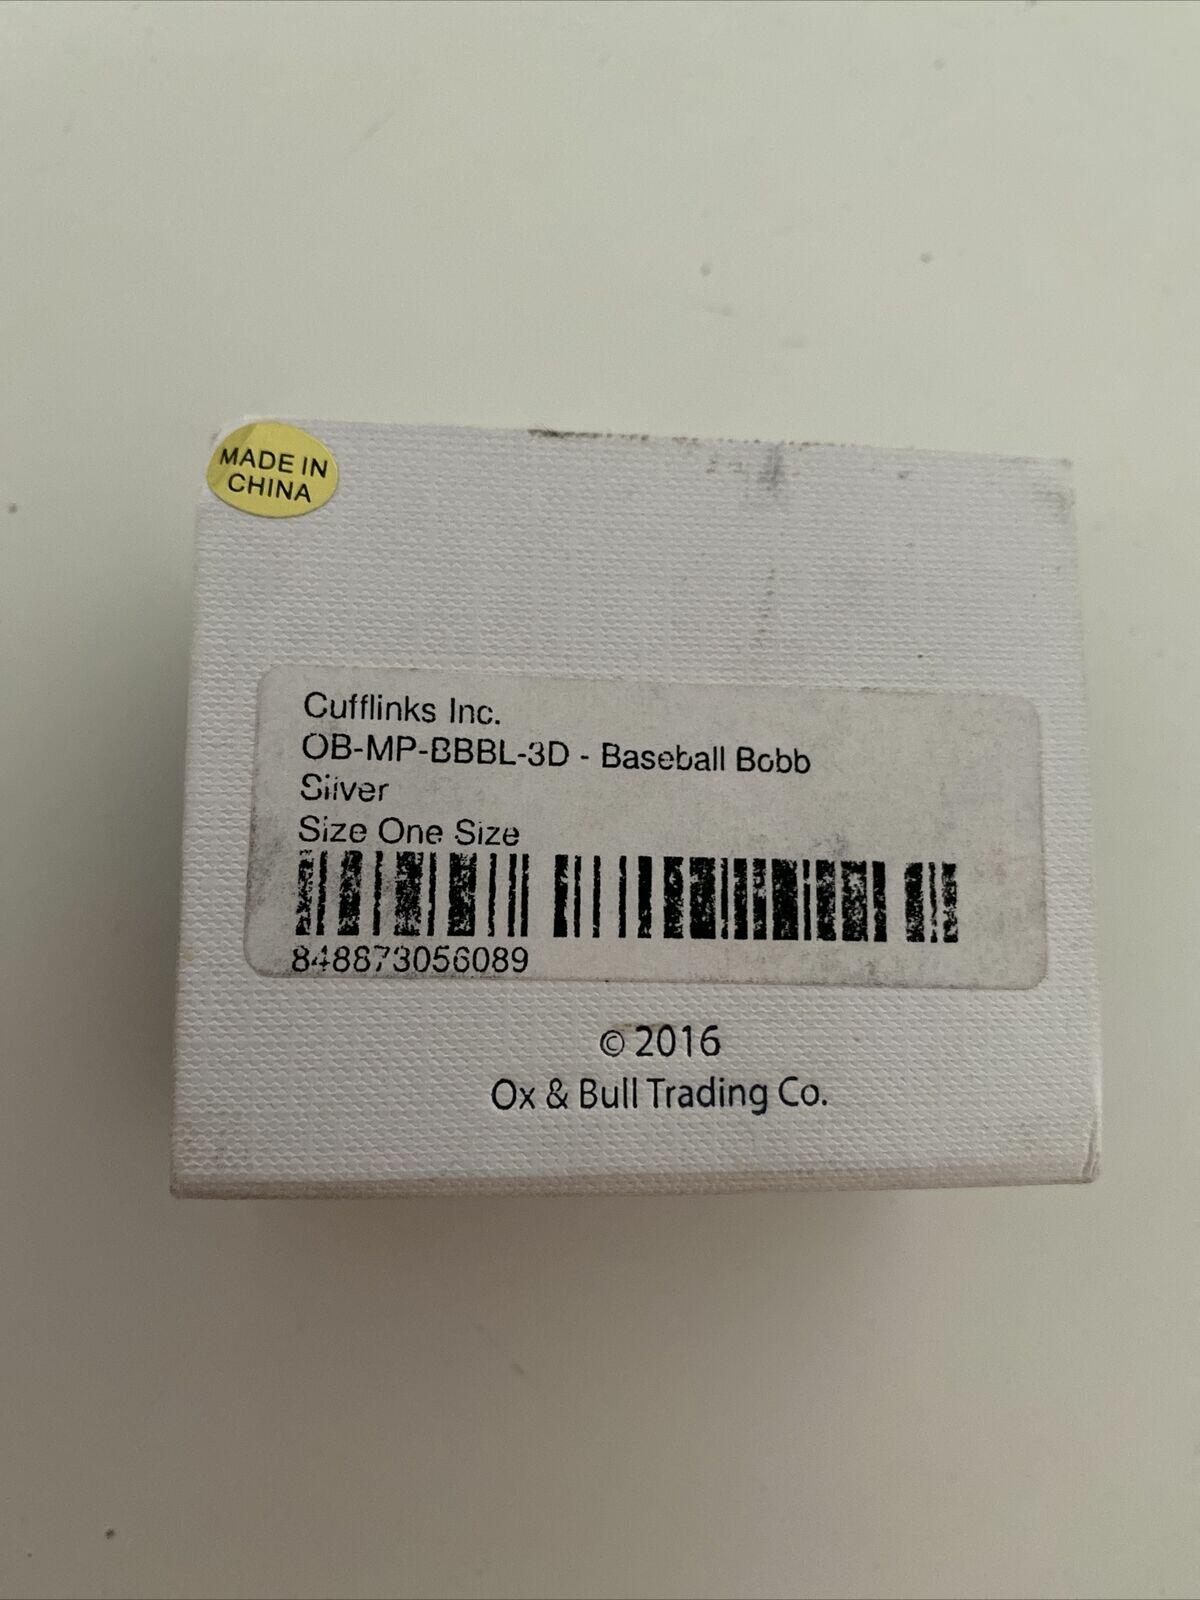 MADE IN
CHINA
Cufflinks Inc.
OB-MP-BBBL-3D - Baseball Bobb
Silver
Size One Size
848873056089
© 2016
Ox & Bull Trading Co.